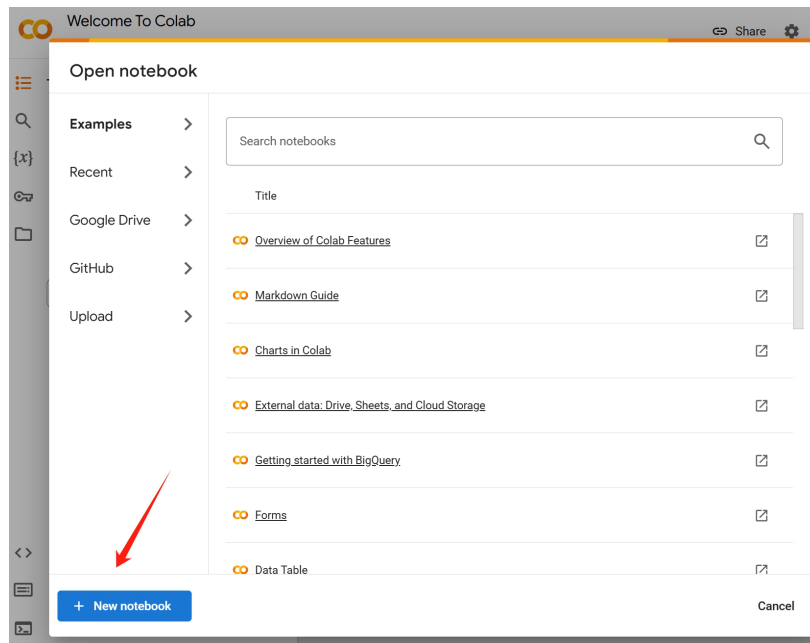 Welcome To Colab
Share
Open notebook
Examples
Recent
Google Drive
GitHub
Upload
Search notebooks
Title
Overview of Colab Features
Markdown Guide
Charts in Colab
External data: Drive, Sheets, and Cloud Storage
Getting started with BigQuery
Forms
Data Table
+ New notebook
Cancel
{x}
<>